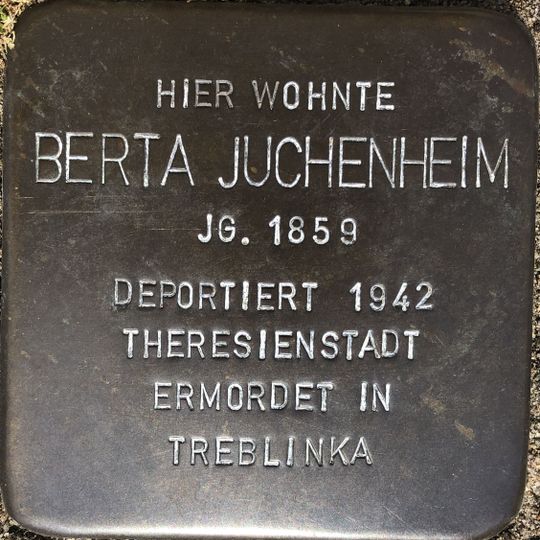 HIER WOHNTE
BERTA JUCHENHEIM
JG. 1859
DEPORTIERT 1942
THERESIENSTADT
ERMORDET IN
TREBLINKA